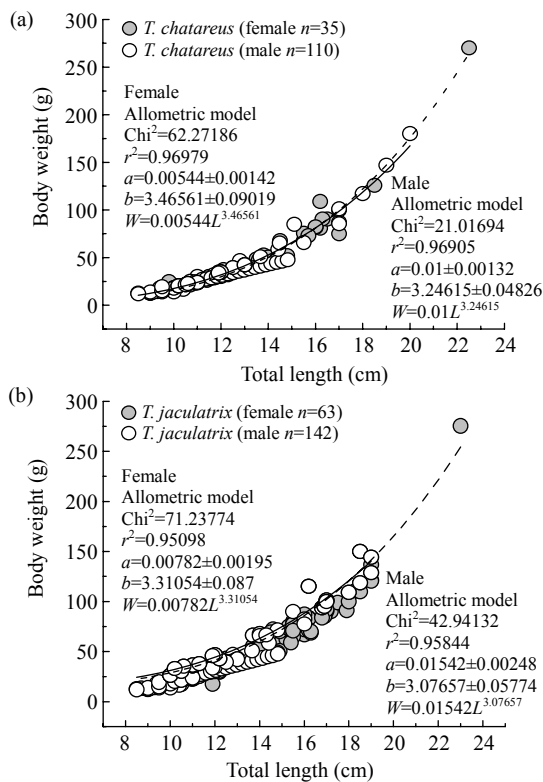 (a)
T. chatareus (female n=35)
T. chatareus (male n=110)
Female
Allometric model
Chi²=62.27186
r²=0.96979
a=0.00544±0.00142
b=3.46561±0.09019
W=0.00544L^3.46561
Male
Allometric model
Chi²=21.01694
r²=0.96905
a=0.01±0.00132
b=3.24615±0.04826
W=0.01L^3.24615
Body weight (g)
300
250
200
150
100
50
0
8 10 12 14 16 18 20 22 24
Total length (cm)
(b)
T. jaculatrix (female n=63)
T. jaculatrix (male n=142)
Female
Allometric model
Chi²=71.23774
r²=0.95098
a=0.00782±0.00195
b=3.31054±0.087
W=0.00782L^3.31054
Male
Allometric model
Chi²=42.94132
r²=0.95844
a=0.01542±0.00248
b=3.07657±0.05774
W=0.01542L^3.07657
Body weight (g)
300
250
200
150
100
50
0
8 10 12 14 16 18 20 22 24
Total length (cm)